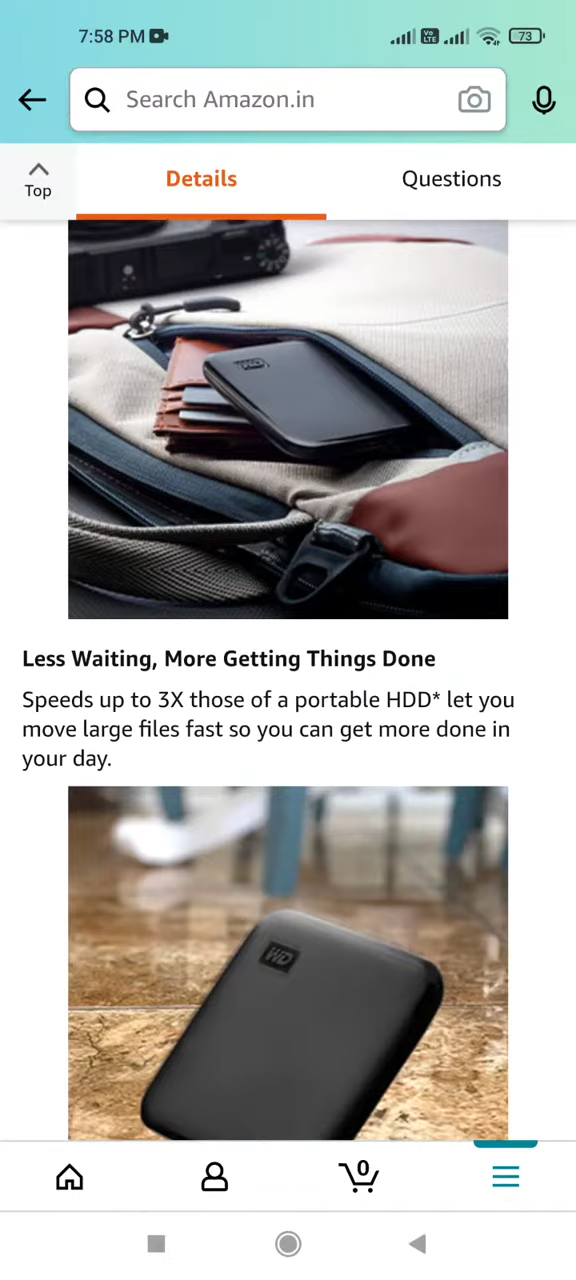 7:58 PM
Vo
LTE
73
Search Amazon.in
Top
Details
Questions
Less Waiting, More Getting Things Done
Speeds up to 3X those of a portable HDD* let you
move large files fast so you can get more done in
your day.
WD
0